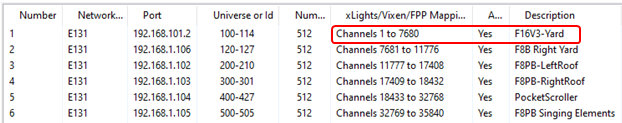 Number Network... Port Universe or Id Num... xLights/Vixen/FPP Mappi... A... Description
1 E131 192.168.101.2 100-114 512 Channels 1 to 7680 Yes F16V3-Yard
2 E131 192.168.1.106 120-127 512 Channels 7681 to 11776 Yes F8B Right Yard
3 E131 192.168.1.102 200-210 512 Channels 11777 to 17408 Yes F8PB-LeftRoof
4 E131 192.168.1.103 300-301 512 Channels 17409 to 18432 Yes F8PB-RightRoof
5 E131 192.168.1.104 400-427 512 Channels 18433 to 32768 Yes PocketScroller
6 E131 192.168.1.105 500-505 512 Channels 32769 to 35840 Yes F8PB Singing Elements